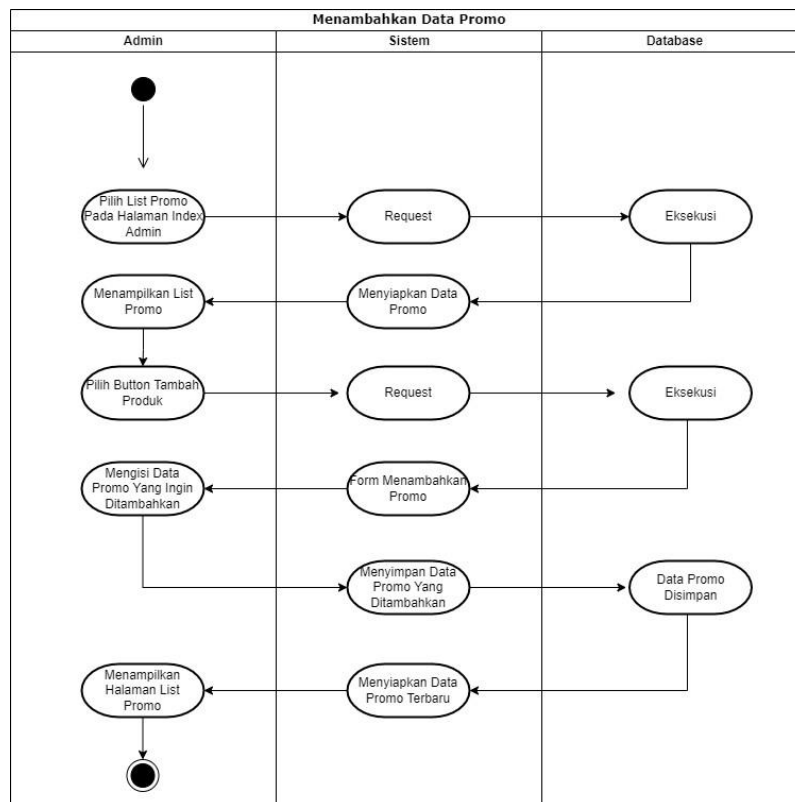 Menambahkan Data Promo
Admin
Sistem
Database
Pilih List Promo
Pada Halaman Index
Admin
Request
Eksekusi
Menampilkan List
Promo
Menyiapkan Data
Promo
Pilih Button Tambah
Produk
Request
Eksekusi
Mengisi Data
Promo Yang Ingin
Ditambahkan
Form Menambahkan
Promo
Menyimpan Data
Promo Yang
Ditambahkan
Data Promo
Disimpan
Menampilkan
Halaman List
Promo
Menyiapkan Data
Promo Terbaru